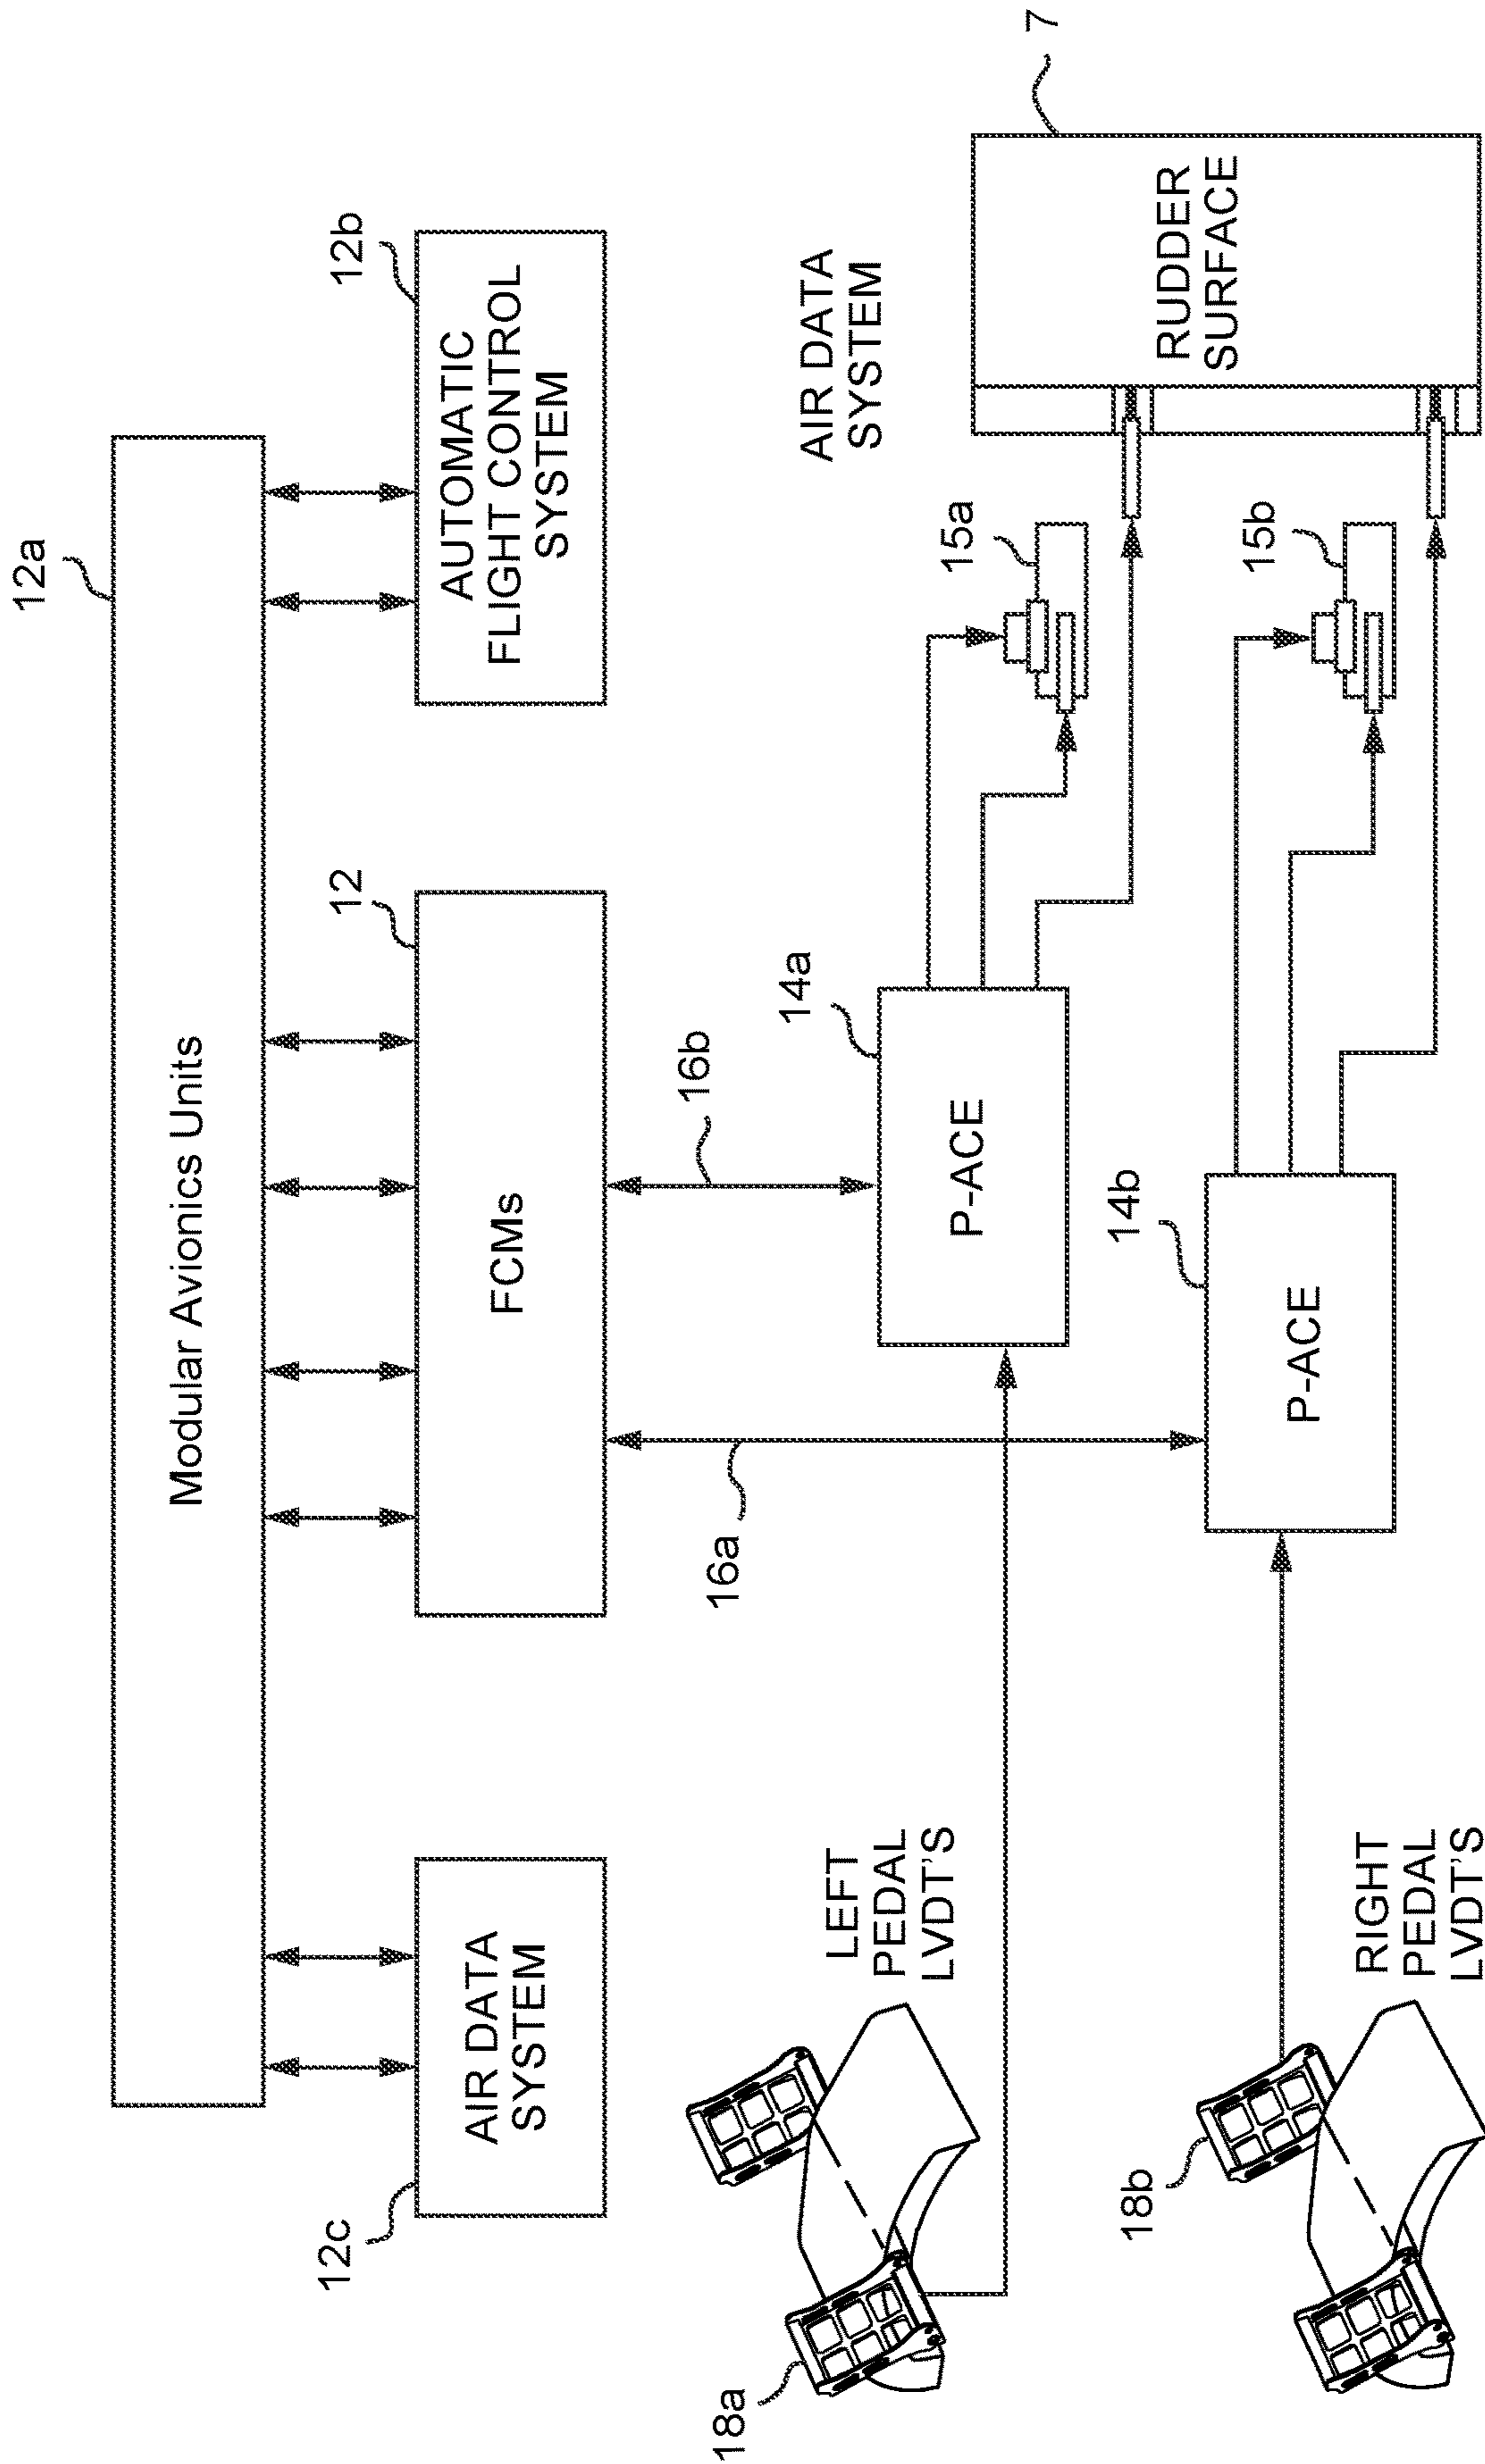 12a
Modular Avionics Units
12c
AIR DATA
SYSTEM
12
FCMs
12b
AUTOMATIC
FLIGHT CONTROL
SYSTEM
16a
16b
18a
LEFT
PEDAL
LVDT'S
14a
P-ACE
15a
AIR DATA
SYSTEM
7
RUDDER
SURFACE
18b
RIGHT
PEDAL
LVDT'S
14b
P-ACE
15b